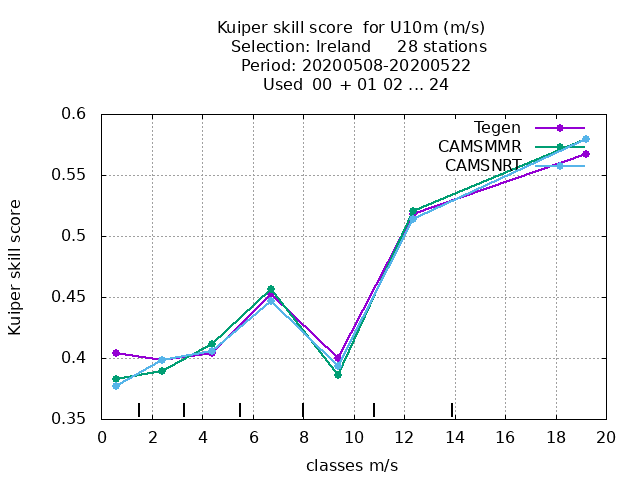 Kuiper skill score  for U10m (m/s)
Selection: Ireland     28 stations
Period: 20200508-20200522
Used  00 + 01 02 ... 24
Tegen
CAMSMMR
CAMSNRT
Kuiper skill score
0.6
0.55
0.5
0.45
0.4
0.35
0 2 4 6 8 10 12 14 16 18 20
classes m/s